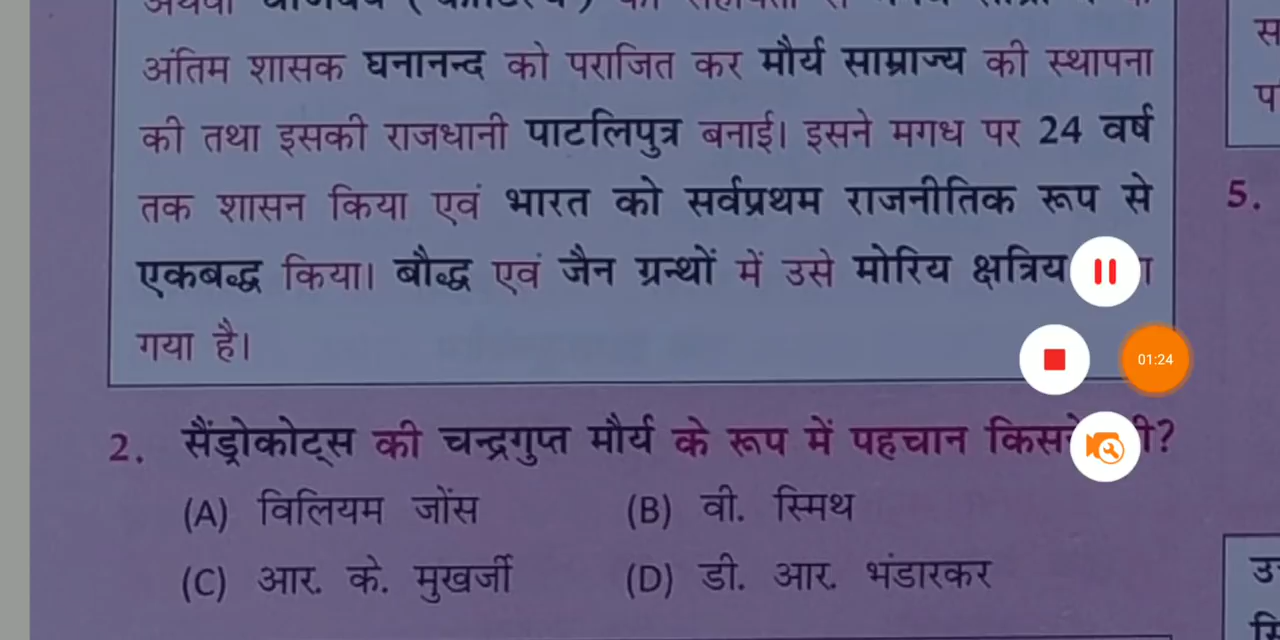 अंतिम शासक घनानन्द को पराजित कर मौर्य साम्राज्य की स्थापना
की तथा इसकी राजधानी पाटलिपुत्र बनाई। इसने मगध पर 24 वर्ष
तक शासन किया एवं भारत को सर्वप्रथम राजनीतिक रूप से
एकबद्ध किया। बौद्ध एवं जैन ग्रन्थों में उसे मोरिय क्षत्रिय
गया है।
01:24
2. सैंड्रोकोट्स की चन्द्रगुप्त मौर्य के रूप में पहचान
(A) विलियम जोंस (B) वी. स्मिथ
(C) आर. के. मुखर्जी (D) डी. आर. भंडारकर
5.